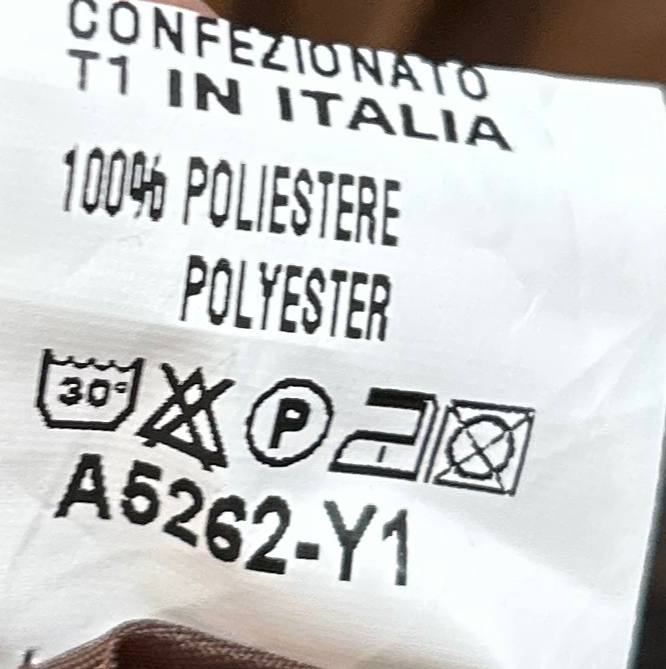 CONFEZIONATO
T1 IN ITALIA
100% POLIESTERE
POLYESTER
30° P
A5262-Y1